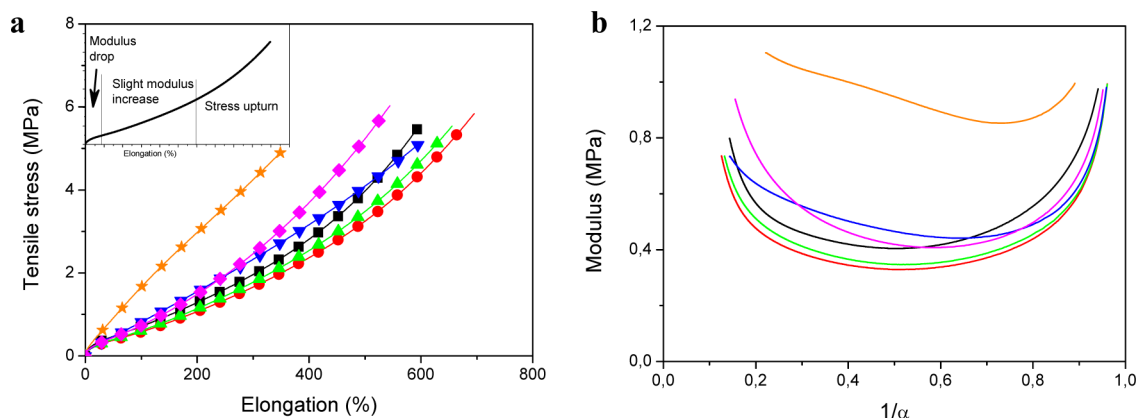 a
8
6
4
2
0
Tensile stress (MPa)
Modulus
drop
Slight modulus
increase
Stress upturn
Elongation (%)
0 200 400 600 800
Elongation (%)
b
1,2
0,8
0,4
0,0
Modulus (MPa)
0,0 0,2 0,4 0,6 0,8 1,0
1/α